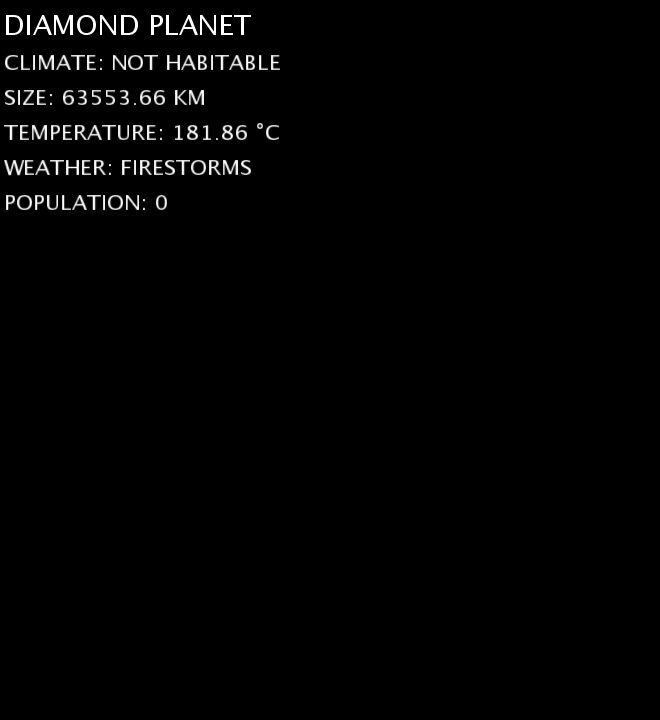 DIAMOND PLANET
CLIMATE: NOT HABITABLE
SIZE: 63553.66 KM
TEMPERATURE: 181.86 °C
WEATHER: FIRESTORMS
POPULATION: 0